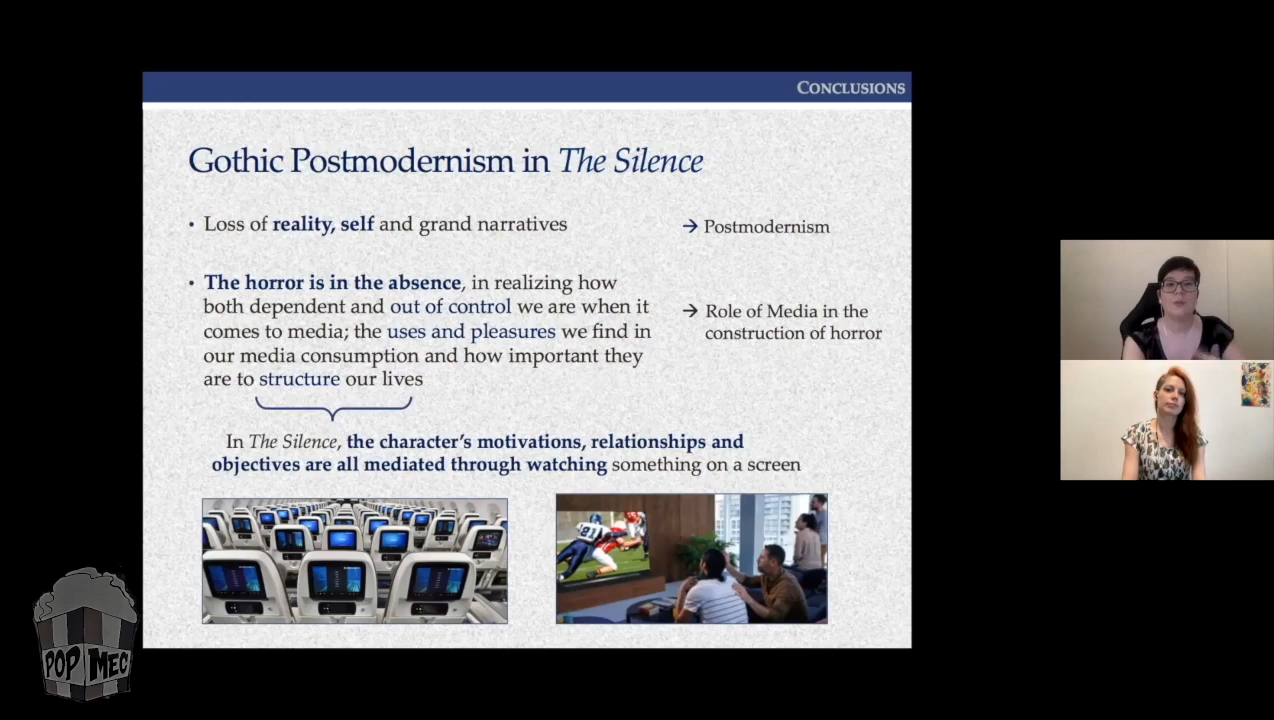 CONCLUSIONS
Gothic Postmodernism in The Silence
• Loss of reality, self and grand narratives
→ Postmodernism
• The horror is in the absence, in realizing how
both dependent and out of control we are when it
comes to media; the uses and pleasures we find in
our media consumption and how important they
are to structure our lives
→ Role of Media in the
construction of horror
In The Silence, the character's motivations, relationships and
objectives are all mediated through watching something on a screen
21
POP MEC